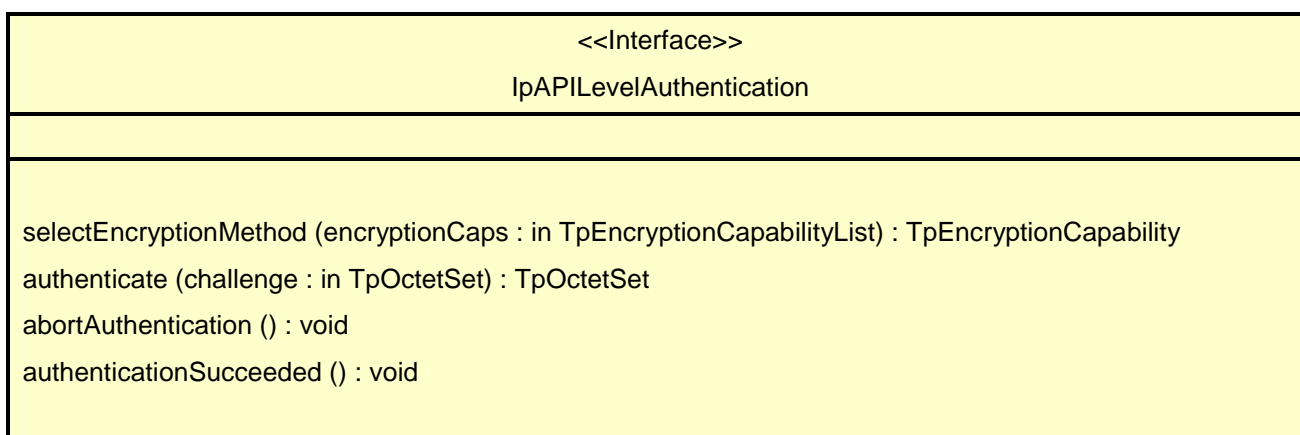 <<Interface>>
IpAPILevelAuthentication
selectEncryptionMethod (encryptionCaps : in TpEncryptionCapabilityList) : TpEncryptionCapability
authenticate (challenge : in TpOctetSet) : TpOctetSet
abortAuthentication () : void
authenticationSucceeded () : void